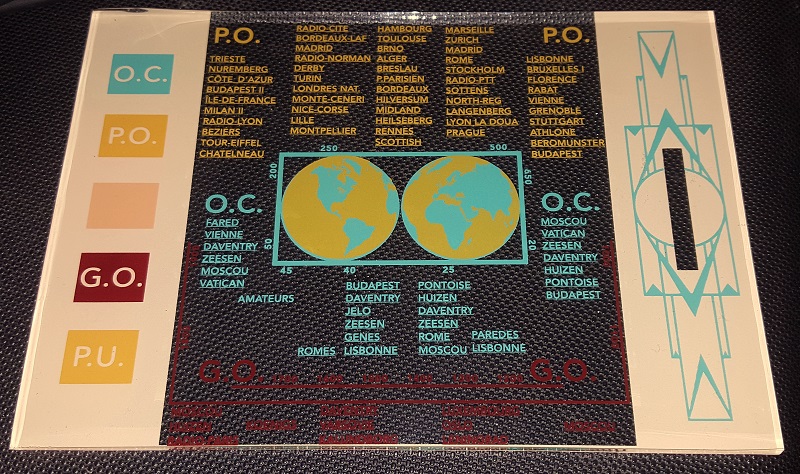 O.C.
P.O.
G.O.
P.U.
P.O.
TRIESTE
NUREMBERG
CÔTE-D'AZUR
BUDAPEST II
ÎLE-DE-FRANCE
MILAN II
RADIO-LYON
BEZIÉRS
TOUR-EIFFEL
CHATELNEAU
RADIO-CITE
BORDEAUX-LAF
MADRID
RADIO-NORMAN
DERBY
TURIN
LONDRES NAT.
MONTE-CENERI
NICE-CORSE
LILLE
MONTPELLIER
HAMBOURG
TOULOUSE
BRNO
ALGER
BRESLAU
P.PARISIEN
BORDEAUX
HILVERSUM
MIDLAND
HEILSEBERG
RENNES
SCOTTISH
MARSEILLE
ZURICH
MADRID
ROME
STOCKHOLM
RADIO-PTT
SOTTENS
NORTH-REG
LANGENBERG
LYON LA DOUA
PRAGUE
P.O.
LISBONNE
BRUXELLES I
FLORENCE
RABAT
VIENNE
GRENOBLE
STUTTGART
ATHLONE
BEROMUNSTER
BUDAPEST
250
500
200
650
50
20
45
40
25
O.C.
FARED
VIENNE
DAVENTRY
ZEESEN
MOSCOU
VATICAN
AMATEURS
ROMES
BUDAPEST
DAVENTRY
JELO
ZEESEN
GENES
LISBONNE
PONTOISE
HUIZEN
DAVENTRY
ZEESEN
ROME
MOSCOU
PAREDES
LISBONNE
O.C.
MOSCOU
VATICAN
ZEESEN
DAVENTRY
HUIZEN
PONTOISE
BUDAPEST
G.O.
G.O.